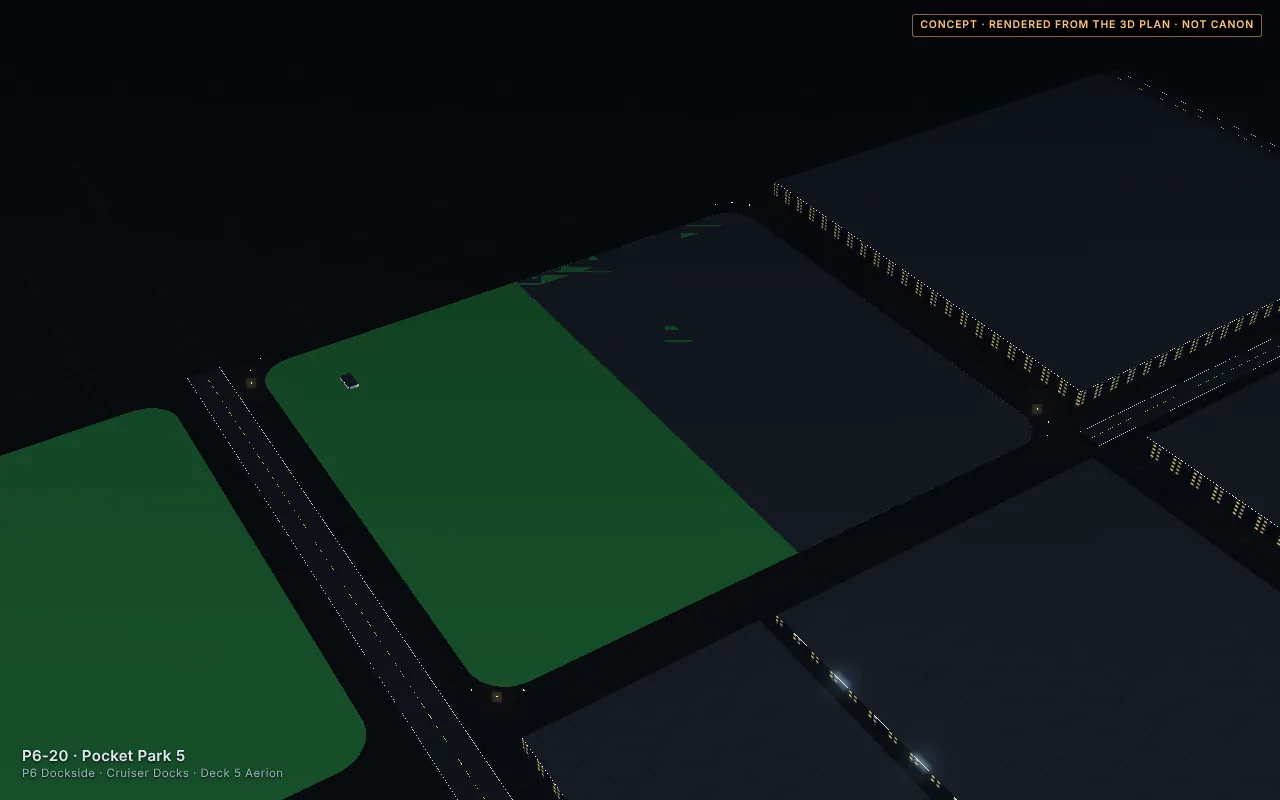 CONCEPT · RENDERED FROM THE 3D PLAN · NOT CANON
P6-20 · Pocket Park 5
P6 Dockside · Cruiser Docks · Deck 5 Aerion